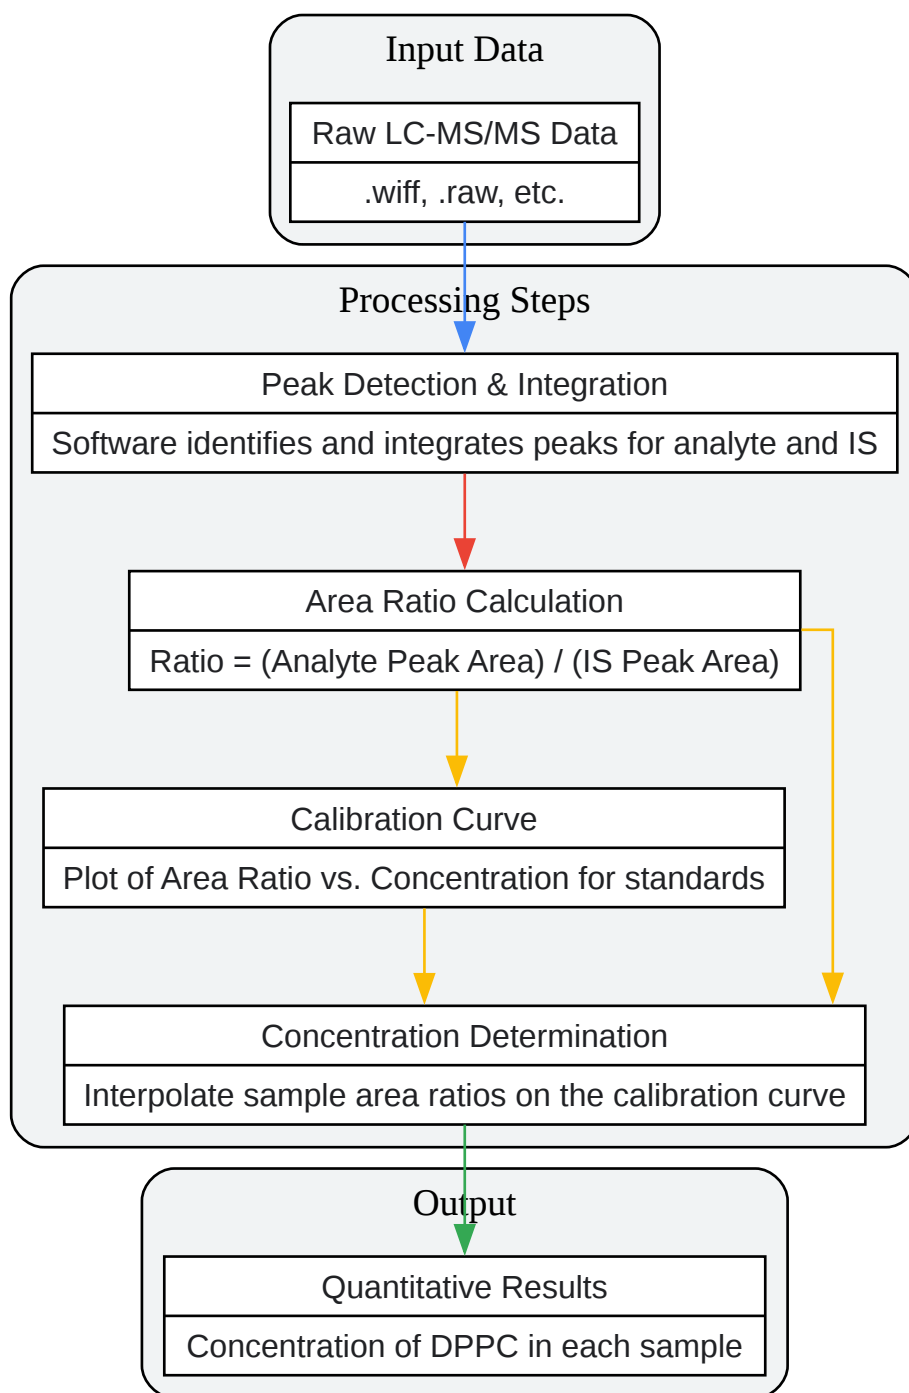 Input Data
Raw LC-MS/MS Data
.wiff, .raw, etc.
Processing Steps
Peak Detection & Integration
Software identifies and integrates peaks for analyte and IS
Area Ratio Calculation
Ratio = (Analyte Peak Area) / (IS Peak Area)
Calibration Curve
Plot of Area Ratio vs. Concentration for standards
Concentration Determination
Interpolate sample area ratios on the calibration curve
Output
Quantitative Results
Concentration of DPPC in each sample